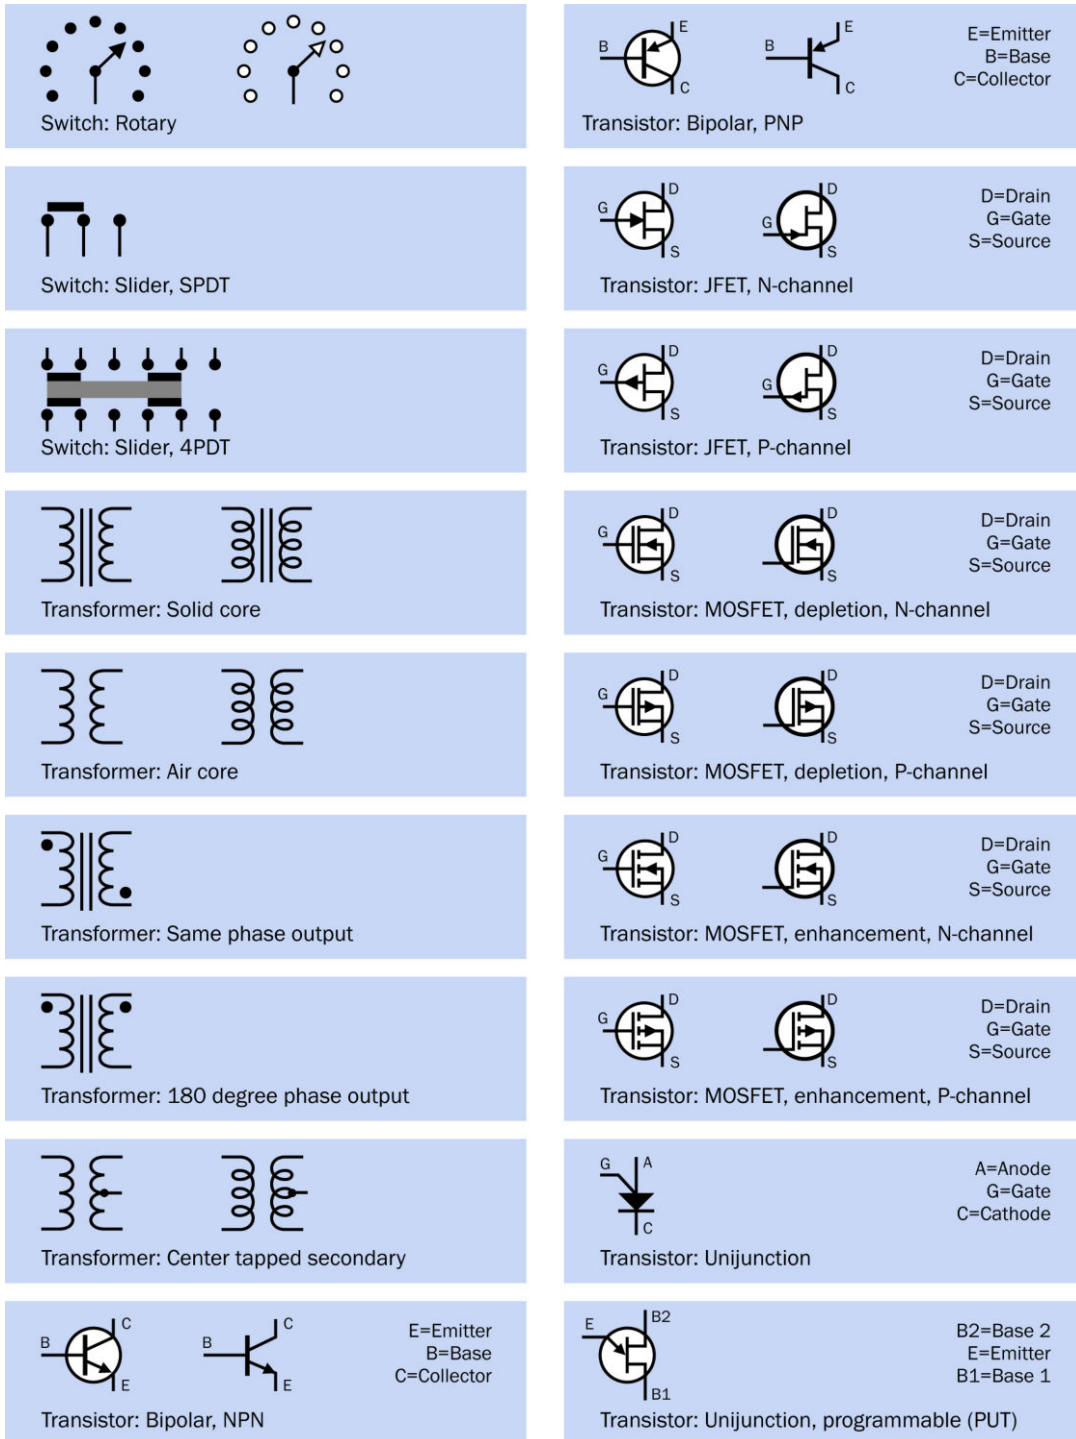 Switch: Rotary
Switch: Slider, SPDT
Switch: Slider, 4PDT
Transformer: Solid core
Transformer: Air core
Transformer: Same phase output
Transformer: 180 degree phase output
Transformer: Center tapped secondary
B
C
E
B
C
E
E=Emitter
B=Base
C=Collector
Transistor: Bipolar, NPN
B
E
C
B
E
C
E=Emitter
B=Base
C=Collector
Transistor: Bipolar, PNP
G
D
S
G
D
S
D=Drain
G=Gate
S=Source
Transistor: JFET, N-channel
G
D
S
G
D
S
D=Drain
G=Gate
S=Source
Transistor: JFET, P-channel
G
D
S
D
S
D=Drain
G=Gate
S=Source
Transistor: MOSFET, depletion, N-channel
G
D
S
D
S
D=Drain
G=Gate
S=Source
Transistor: MOSFET, depletion, P-channel
G
D
S
D
S
D=Drain
G=Gate
S=Source
Transistor: MOSFET, enhancement, N-channel
G
D
S
D
S
D=Drain
G=Gate
S=Source
Transistor: MOSFET, enhancement, P-channel
G
A
C
A=Anode
G=Gate
C=Cathode
Transistor: Unijunction
E
B2
B1
B2=Base 2
E=Emitter
B1=Base 1
Transistor: Unijunction, programmable (PUT)